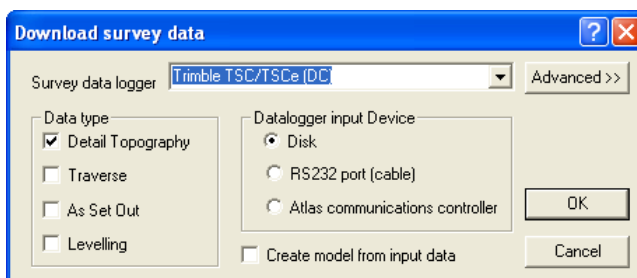 Download survey data
Survey data logger Trimble TSC/TSCe (DC) Advanced >>
Data type
Detail Topography
Traverse
As Set Out
Levelling
Datalogger input Device
Disk
RS232 port (cable)
Atlas communications controller
Create model from input data
OK
Cancel